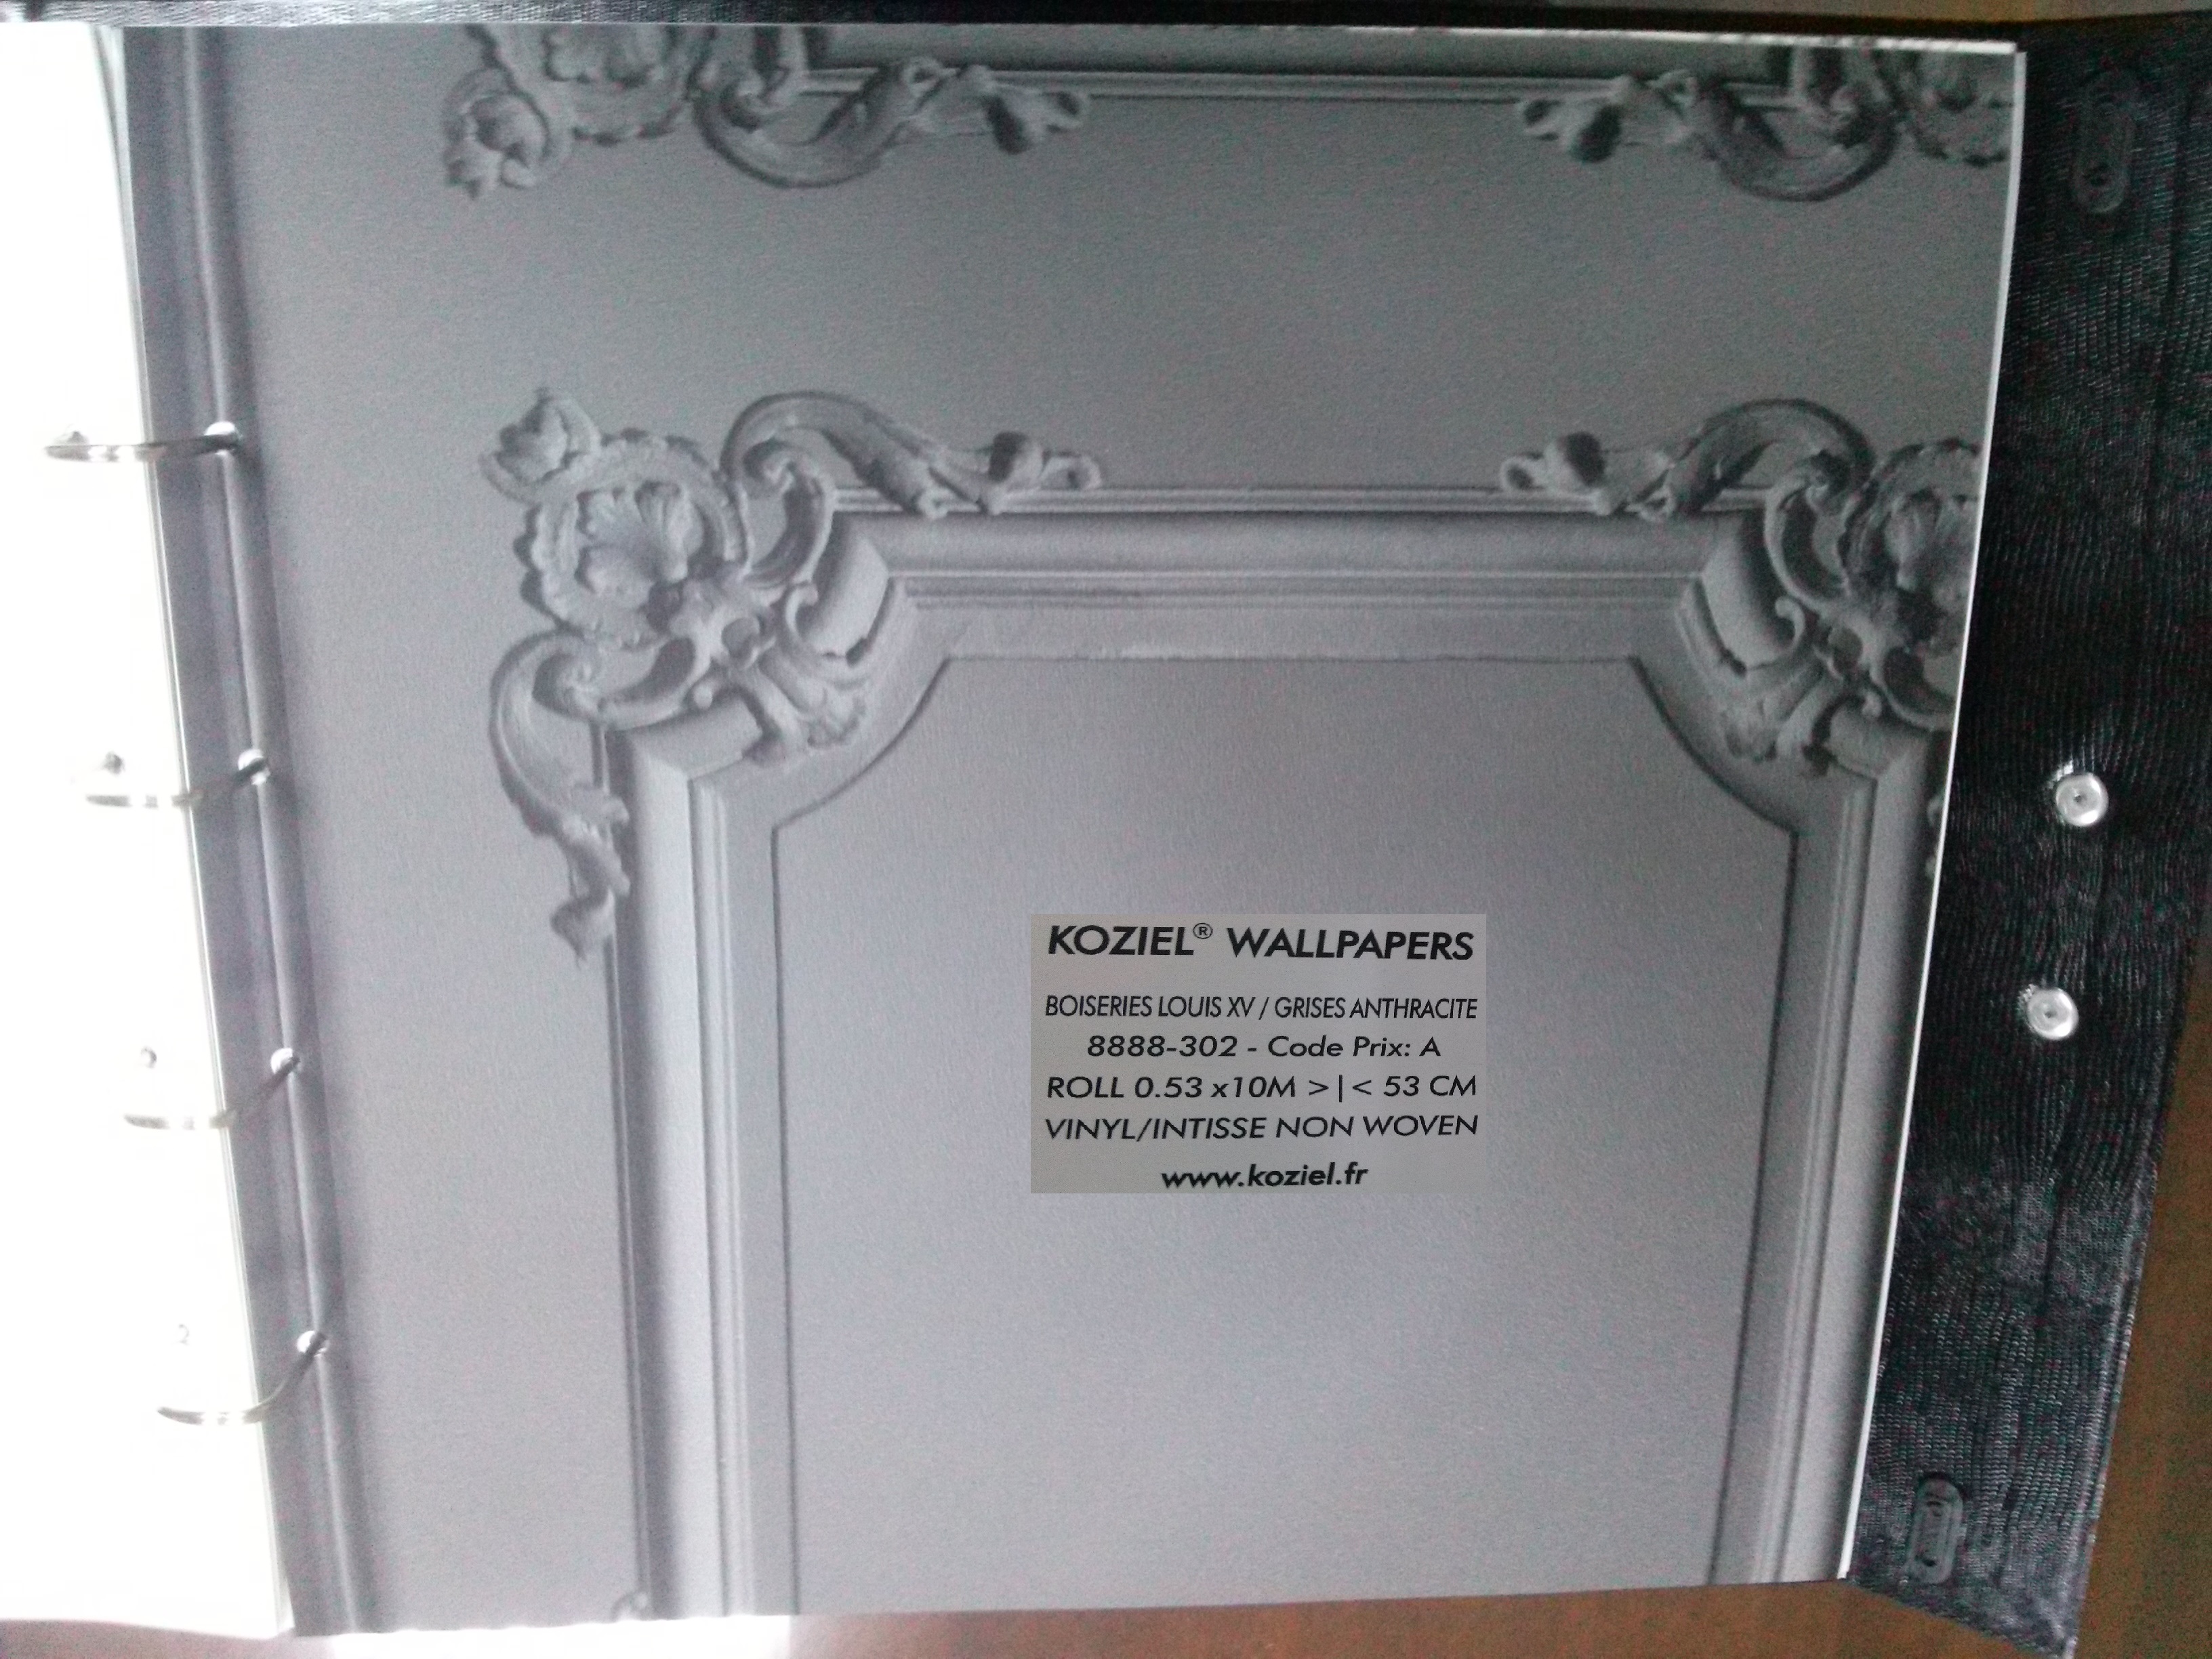 KOZIEL® WALLPAPERS
BOISERIES LOUIS XV / GRISES ANTHRACITE
8888-302 - Code Prix: A
ROLL 0.53 x10M >|< 53 CM
VINYL/INTISSE NON WOVEN
www.koziel.fr